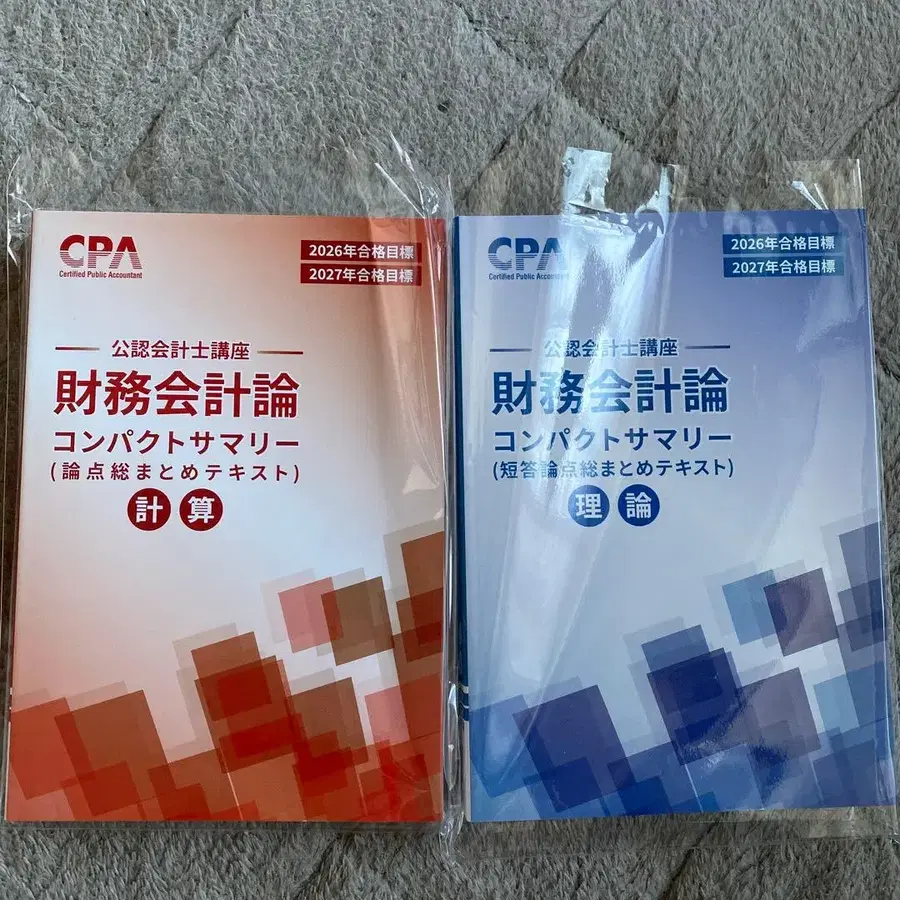 CPA
Certified Public Accountant
2026年合格目標
2027年合格目標
公認会計士講座
財務会計論
コンパクトサマリー
(論点総まとめテキスト)
計算
CPA
Certified Public Accountant
2026年合格目標
2027年合格目標
公認会計士講座
財務会計論
コンパクトサマリー
(短答論点総まとめテキスト)
理論